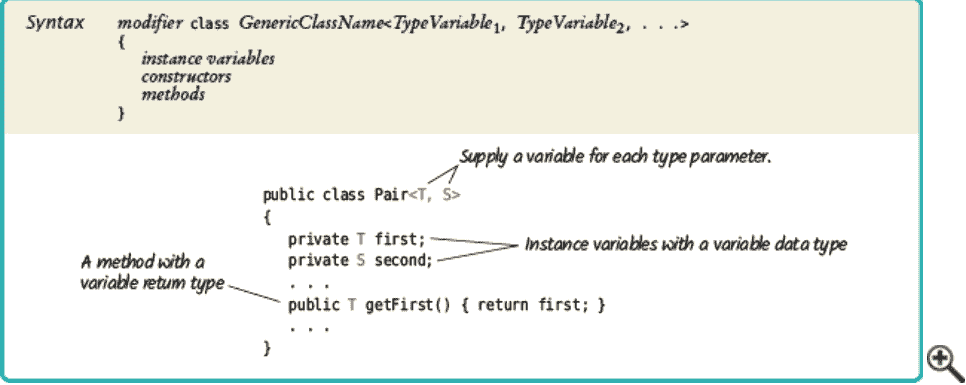 Syntax modifier class GenericClassName<TypeVariable₁, TypeVariable₂, . . .>
{
instance variables
constructors
methods
}
Supply a variable for each type parameter.
public class Pair<T, S>
{
private T first;
private S second;
Instance variables with a variable data type
A method with a
variable return type
. . .
public T getFirst() { return first; }
. . .
}